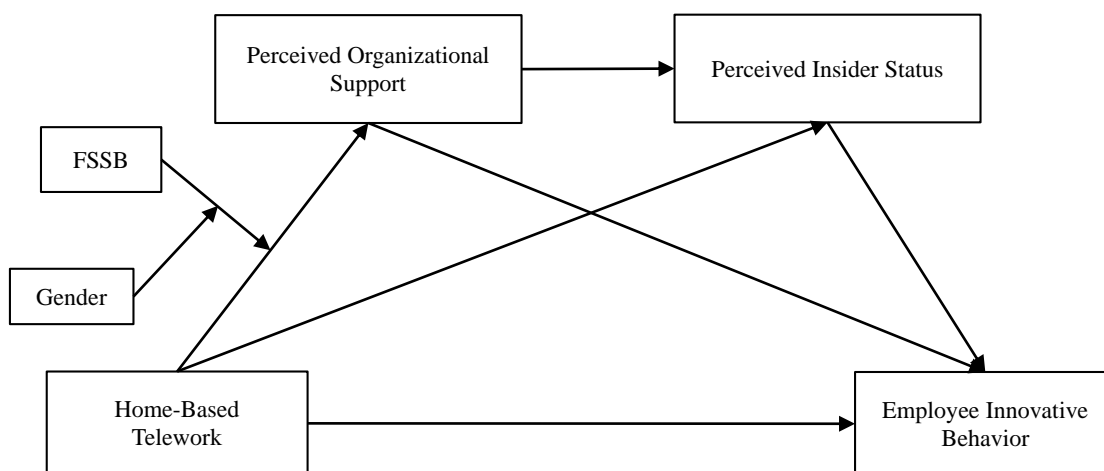 Perceived Organizational
Support
Perceived Insider Status
FSSB
Gender
Home-Based
Telework
Employee Innovative
Behavior